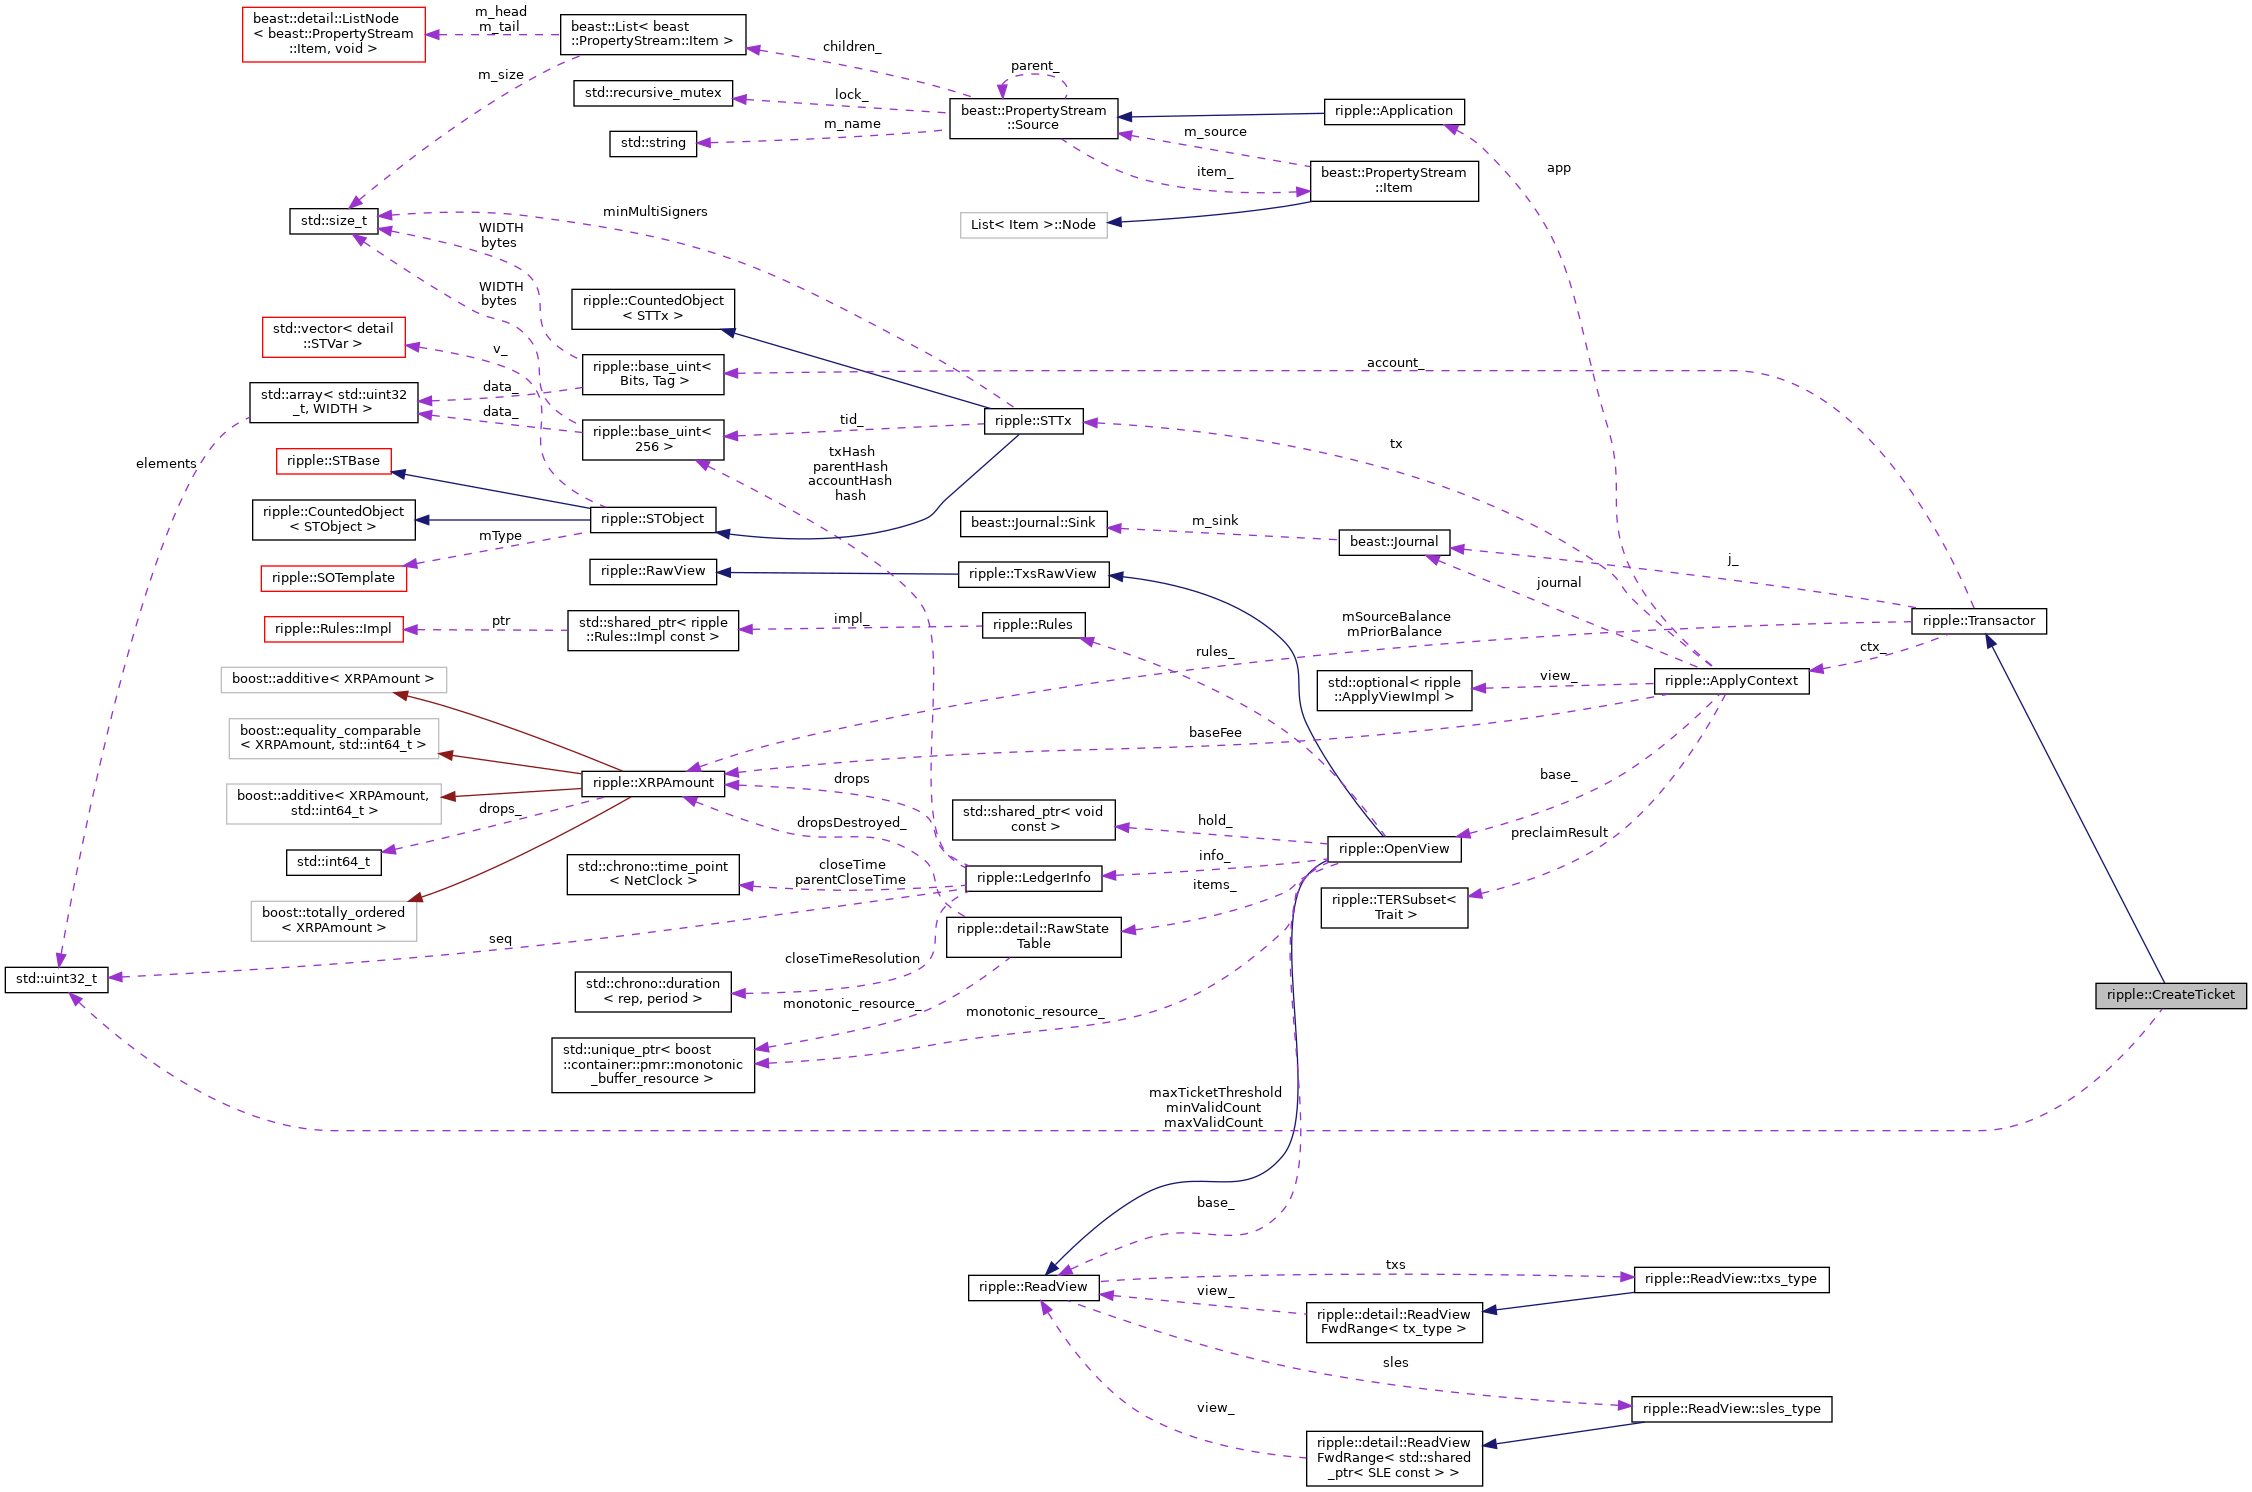 beast::detail::ListNode
< beast::PropertyStream
::Item, void >
m_head
m_tail
beast::List< beast
::PropertyStream::Item >
children_
parent_
m_size
std::recursive_mutex
lock_
beast::PropertyStream
::Source
ripple::Application
m_name
std::string
m_source
item_
beast::PropertyStream
::Item
app
std::size_t
minMultiSigners
List< Item >::Node
WIDTH
bytes
WIDTH
bytes
ripple::CountedObject
< STTx >
std::vector< detail
::STVar >
v_
ripple::base_uint<
Bits, Tag >
account_
std::array< std::uint32
_t, WIDTH >
data_
data_
ripple::base_uint<
256 >
tid_
ripple::STTx
tx
elements
ripple::STBase
txHash
parentHash
accountHash
hash
ripple::CountedObject
< STObject >
ripple::STObject
mType
beast::Journal::Sink
m_sink
beast::Journal
j_
journal
ripple::SOTemplate
ripple::RawView
ripple::TxsRawView
ripple::Rules::Impl
ptr
std::shared_ptr< ripple
::Rules::Impl const >
impl_
ripple::Rules
mSourceBalance
mPriorBalance
ripple::Transactor
rules_
ctx_
boost::additive< XRPAmount >
std::optional< ripple
::ApplyViewImpl >
view_
ripple::ApplyContext
boost::equality_comparable
< XRPAmount, std::int64_t >
baseFee
ripple::XRPAmount
drops
base_
boost::additive< XRPAmount,
std::int64_t >
drops_
dropsDestroyed_
std::shared_ptr< void
const >
hold_
preclaimResult
ripple::OpenView
std::int64_t
std::chrono::time_point
< NetClock >
closeTime
parentCloseTime
ripple::LedgerInfo
info_
items_
ripple::TERSubset<
Trait >
boost::totally_ordered
< XRPAmount >
seq
ripple::detail::RawState
Table
std::uint32_t
closeTimeResolution
std::chrono::duration
< rep, period >
monotonic_resource_
monotonic_resource_
ripple::CreateTicket
std::unique_ptr< boost
::container::pmr::monotonic
_buffer_resource >
maxTicketThreshold
minValidCount
maxValidCount
base_
ripple::ReadView
txs
ripple::ReadView::txs_type
view_
ripple::detail::ReadView
FwdRange< tx_type >
sles
view_
ripple::ReadView::sles_type
ripple::detail::ReadView
FwdRange< std::shared
_ptr< SLE const > >